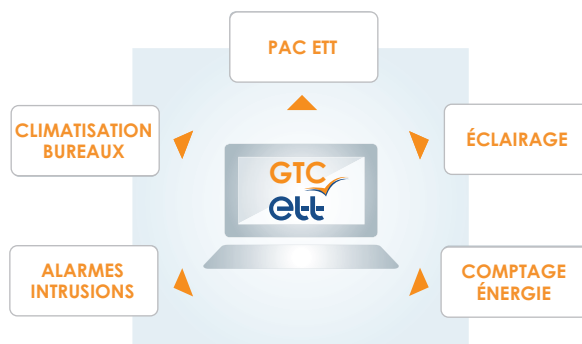 PAC ETT
CLIMATISATION
BUREAUX
ÉCLAIRAGE
GTC
ett
ALARMES
INTRUSIONS
COMPTAGE
ÉNERGIE